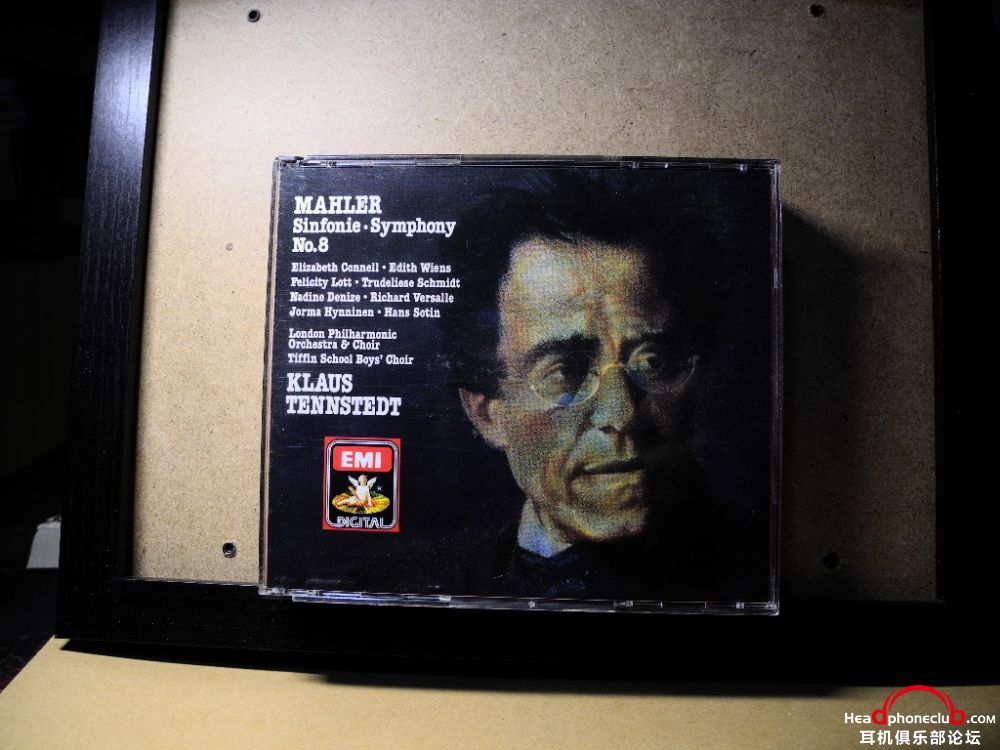 MAHLER
Sinfonie • Symphony
No.8
Elizabeth Connell • Edith Wiens
Felicity Lott • Trudeliese Schmidt
Nadine Denize • Richard Versalle
Jorma Hynninen • Hans Sotin
London Philharmonic
Orchestra & Choir
Tiffin School Boys' Choir
KLAUS
TENNSTEDT
EMI
DIGITAL
Headphoneclub.com
耳机俱乐部论坛